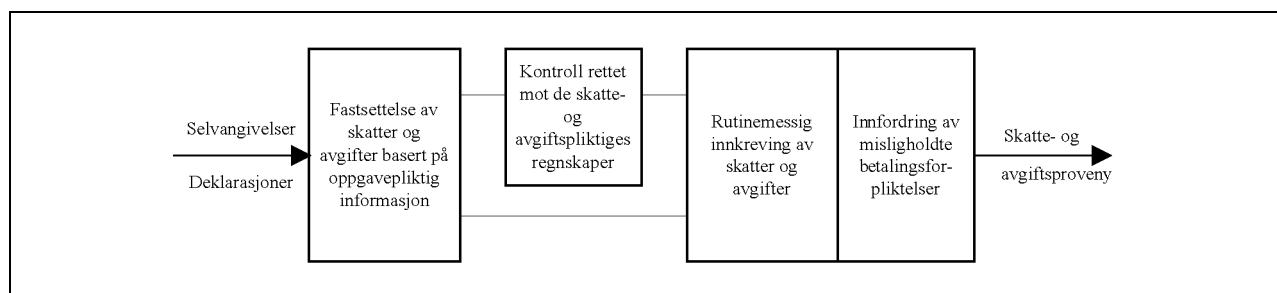 Selvangivelser
Deklarasjoner
Fastsettelse av
skatter og
avgifter basert på
oppgavepliktig
informasjon
Kontroll rettet
mot de skatte-
og
avgiftspliktiges
regnskaper
Rutinemessig
innkreving av
skatter og
avgifter
Innfordring av
misligholdte
betalingsfor-
pliktelser
Skatte- og
avgiftsproveny